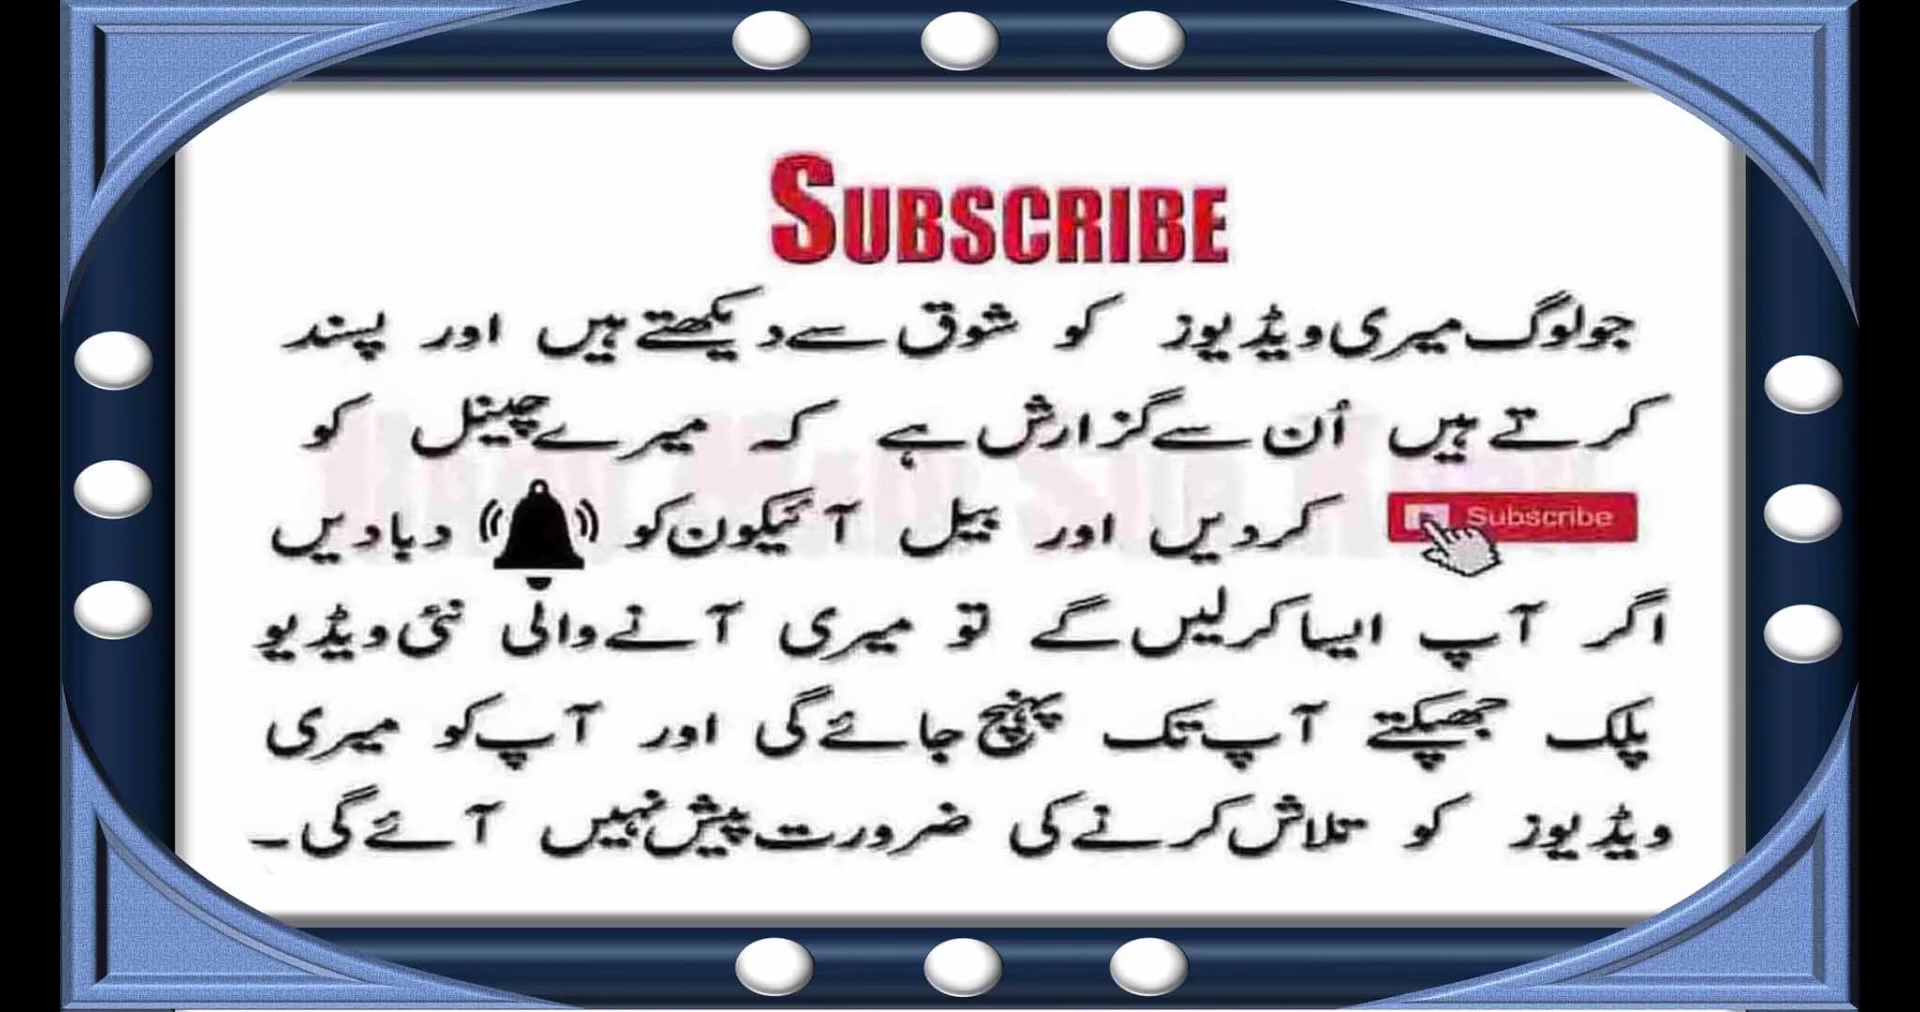 SUBSCRIBE
جو لوگ میری ویڈیوز کو شوق سے دیکھتے ہیں اور پسند
کرتے ہیں اُن سے گزارش ہے کہ میرے چینل کو
Subscribe کر دیں اور بیل آئیکون کو دبا دیں
اگر آپ ایسا کر لیں گے تو میری آنے والی نئی ویڈیو
پلک جھپکتے آپ تک پہنچ جائے گی اور آپ کو میری
ویڈیوز کو تلاش کرنے کی ضرورت پیش نہیں آئے گی۔